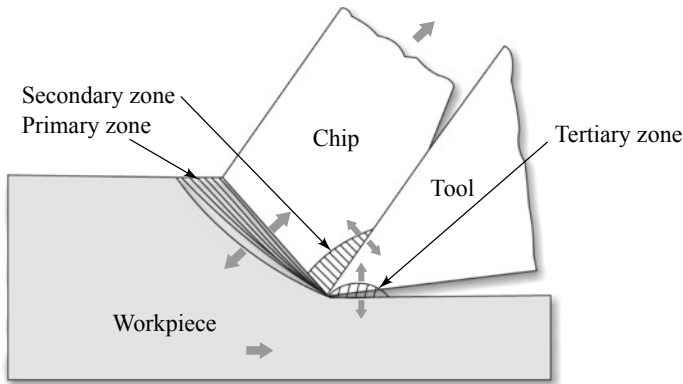 Secondary zone
Primary zone
Chip
Tertiary zone
Tool
Workpiece